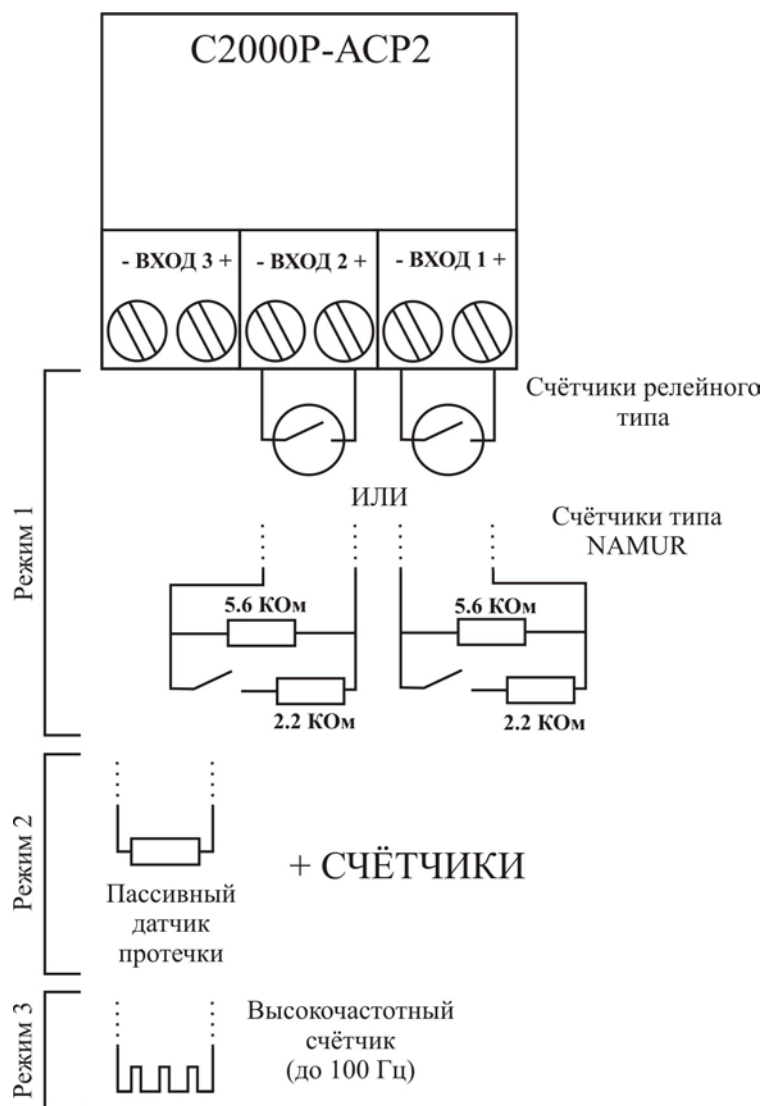 С2000Р-АСР2
- ВХОД 3 +
- ВХОД 2 +
- ВХОД 1 +
Счётчики релейного
типа
ИЛИ
Счётчики типа
NAMUR
Режим 1
5.6 КОм
5.6 КОм
2.2 КОм
2.2 КОм
Режим 2
+ СЧЁТЧИКИ
Пассивный
датчик
протечки
Режим 3
Высокочастотный
счётчик
(до 100 Гц)